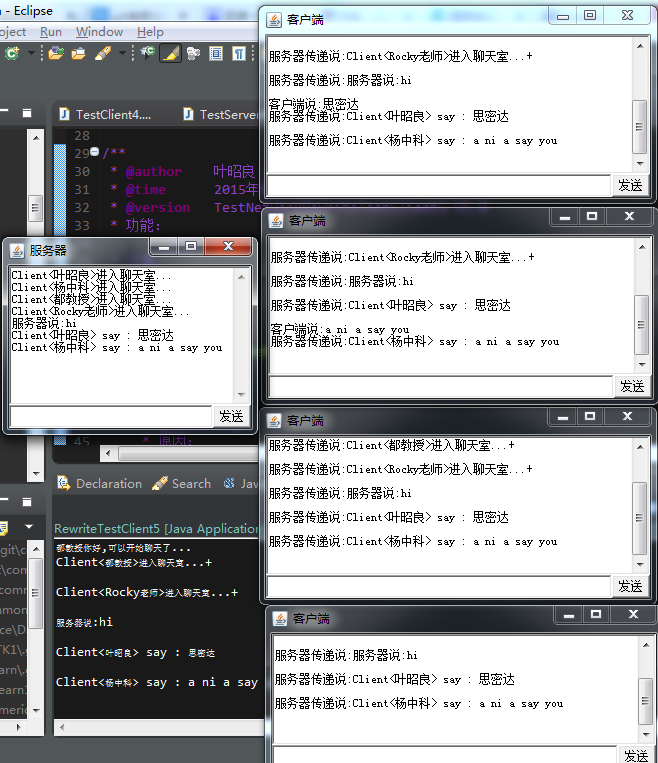 - Eclipse
oject Run Window Help
TestClient4.... TestServer
28
29 /**
30 * @author 叶昭良
31 * @time 2015年
32 * @version TestNe
33 * 功能:
服务器
Client<叶昭良>进入聊天室...
Client<杨中科>进入聊天室...
Client<都教授>进入聊天室...
Client<Rocky老师>进入聊天室...
服务器说:hi
Client<叶昭良> say : 思密达
Client<杨中科> say : a ni a say you
发送
45 * 原因:
Declaration Search Jav
RewriteTestClient5 [Java Application
都教授你好,可以开始聊天了...
Client<都教授>进入聊天室...+
Client<Rocky老师>进入聊天室...+
服务器说:hi
Client<叶昭良> say : 思密达
Client<杨中科> say : a ni a say
git\c
t\com
comm
mmon
ce\D
TK1\.
earn\.g
earn1
meric
客户端
服务器传递说:Client<Rocky老师>进入聊天室...+
服务器传递说:服务器说:hi
客户端说:思密达
服务器传递说:Client<叶昭良> say : 思密达
服务器传递说:Client<杨中科> say : a ni a say you
发送
客户端
服务器传递说:Client<Rocky老师>进入聊天室...+
服务器传递说:服务器说:hi
服务器传递说:Client<叶昭良> say : 思密达
客户端说:a ni a say you
服务器传递说:Client<杨中科> say : a ni a say you
发送
客户端
服务器传递说:Client<都教授>进入聊天室...+
服务器传递说:Client<Rocky老师>进入聊天室...+
服务器传递说:服务器说:hi
服务器传递说:Client<叶昭良> say : 思密达
服务器传递说:Client<杨中科> say : a ni a say you
发送
客户端
服务器传递说:服务器说:hi
服务器传递说:Client<叶昭良> say : 思密达
服务器传递说:Client<杨中科> say : a ni a say you
发送